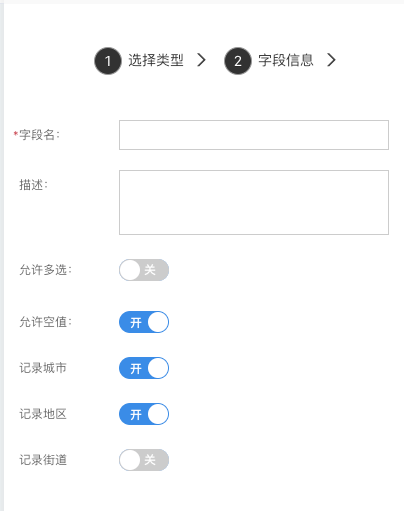 1 选择类型 > 2 字段信息 >
*字段名:
描述:
允许多选: 关
允许空值: 开
记录城市 开
记录地区 开
记录街道 关